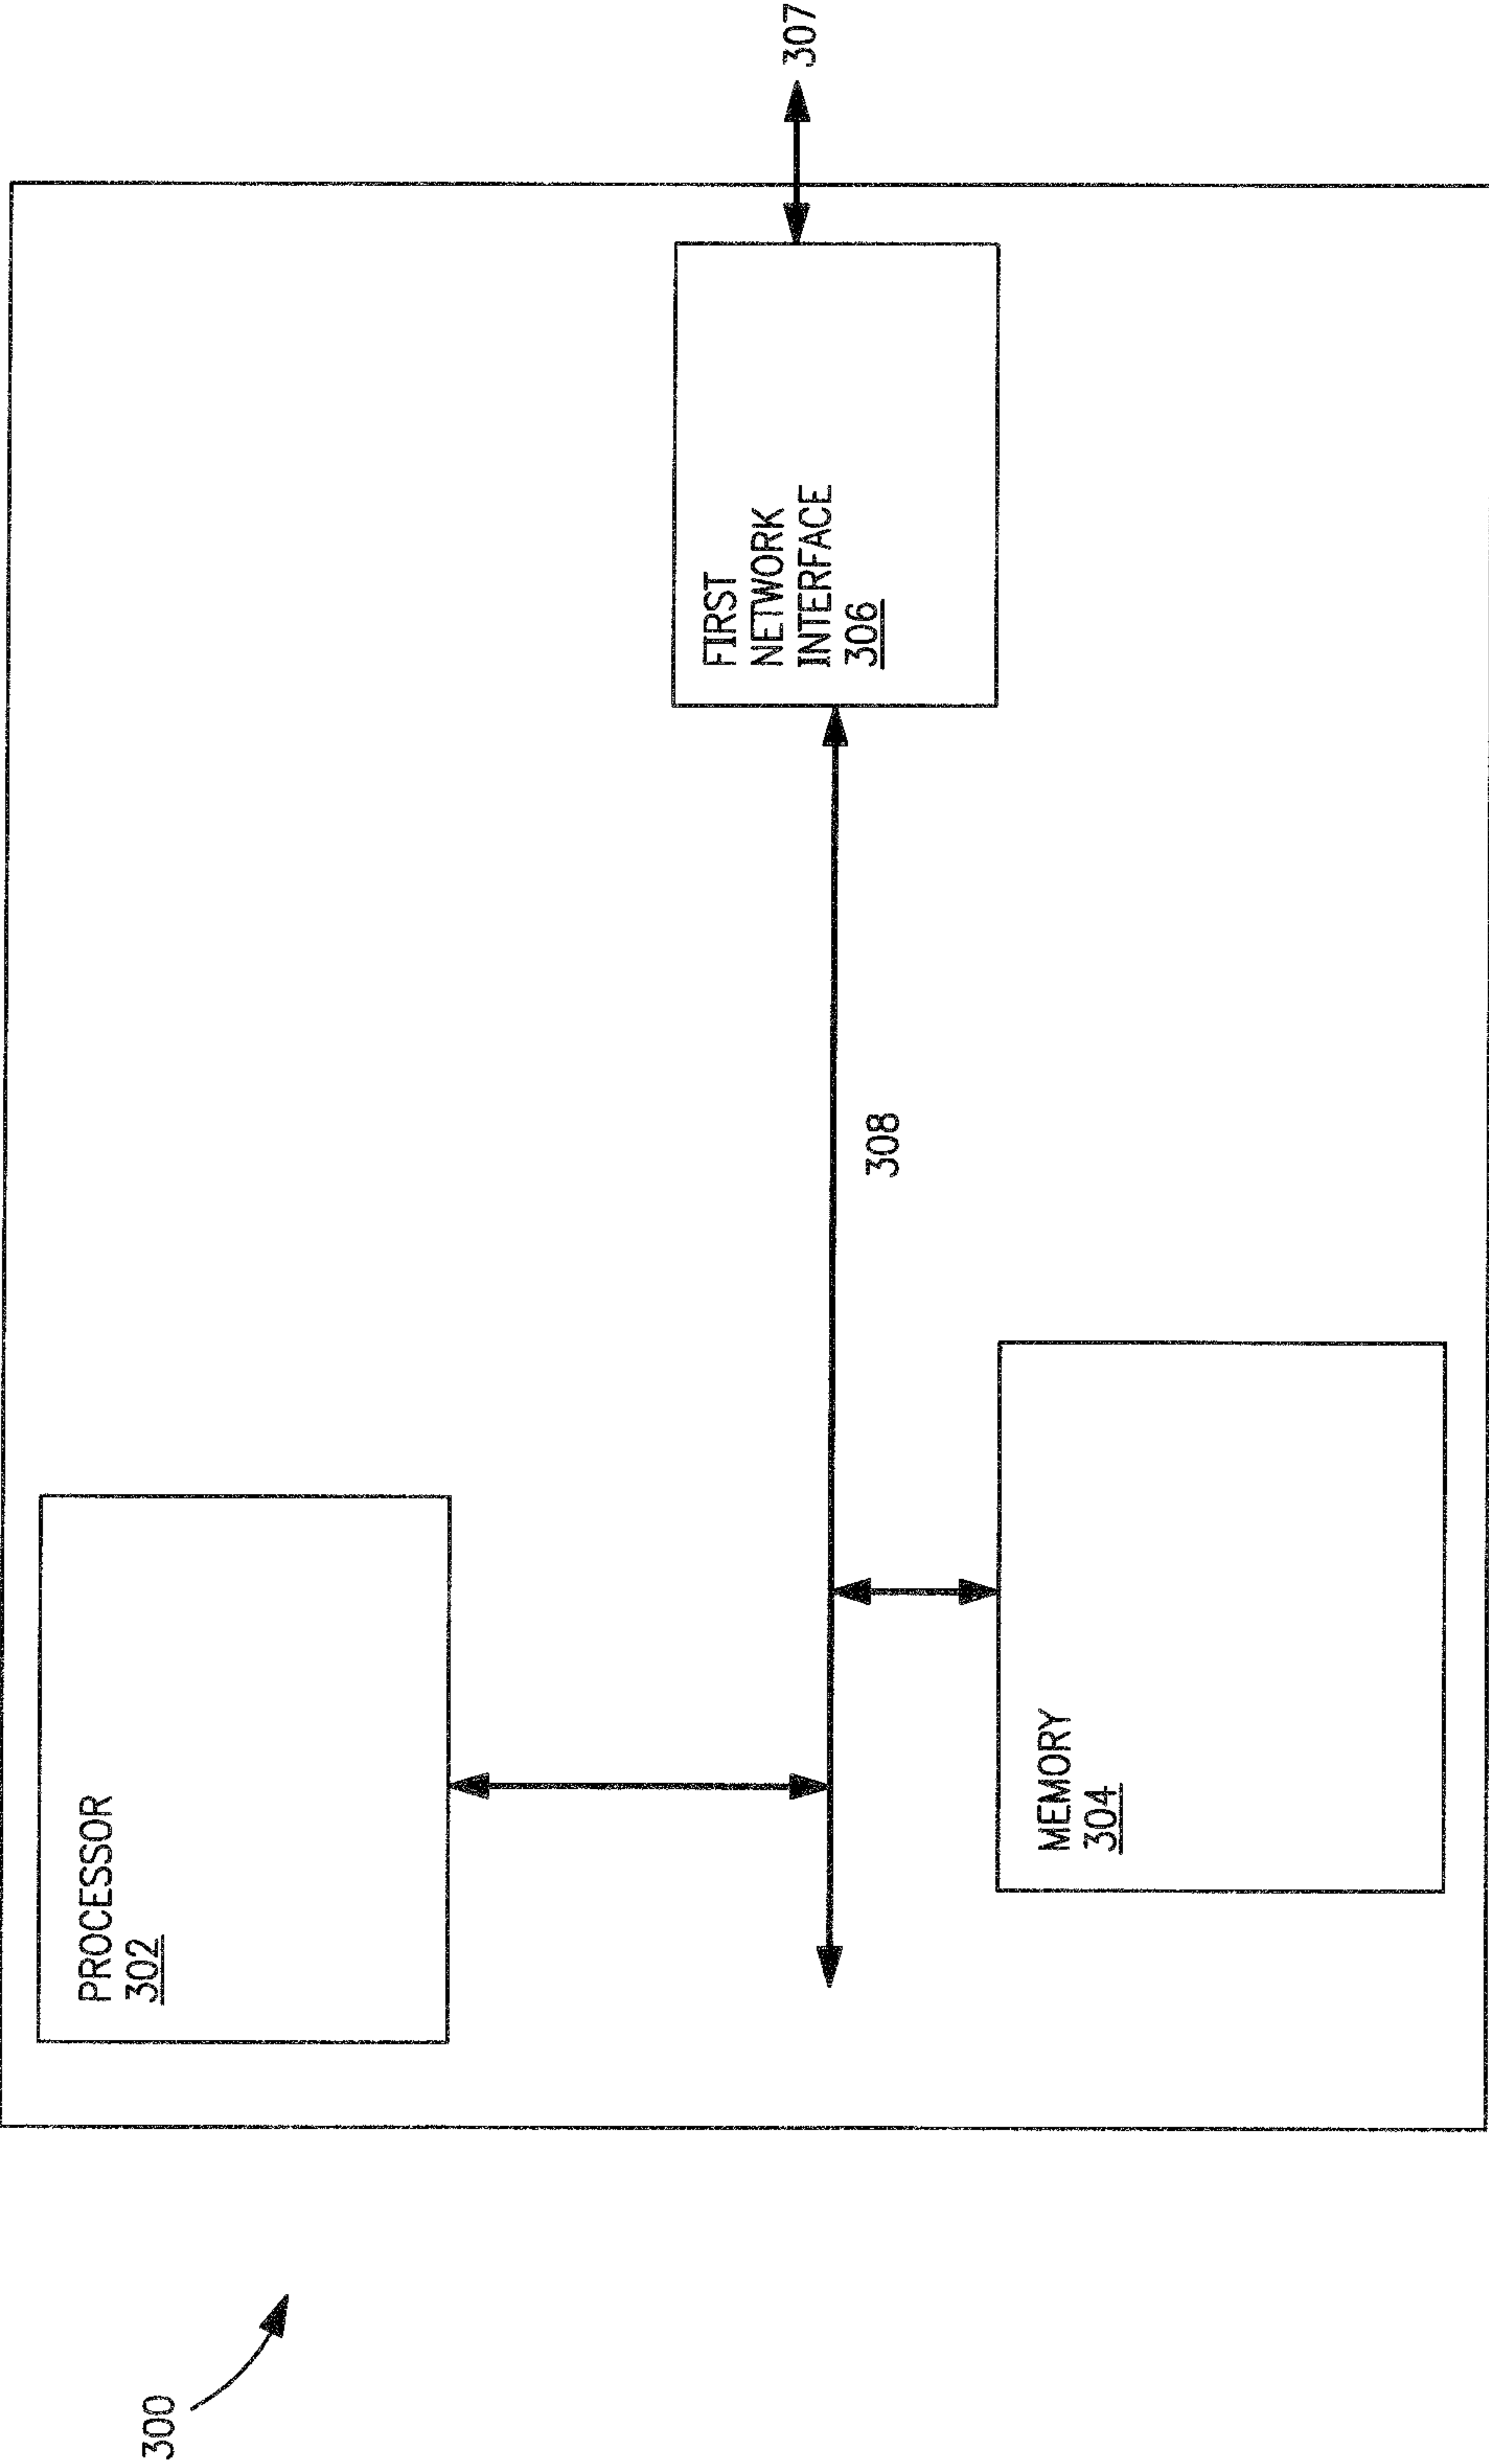 300
PROCESSOR
302
MEMORY
304
308
FIRST
NETWORK
INTERFACE
306
307